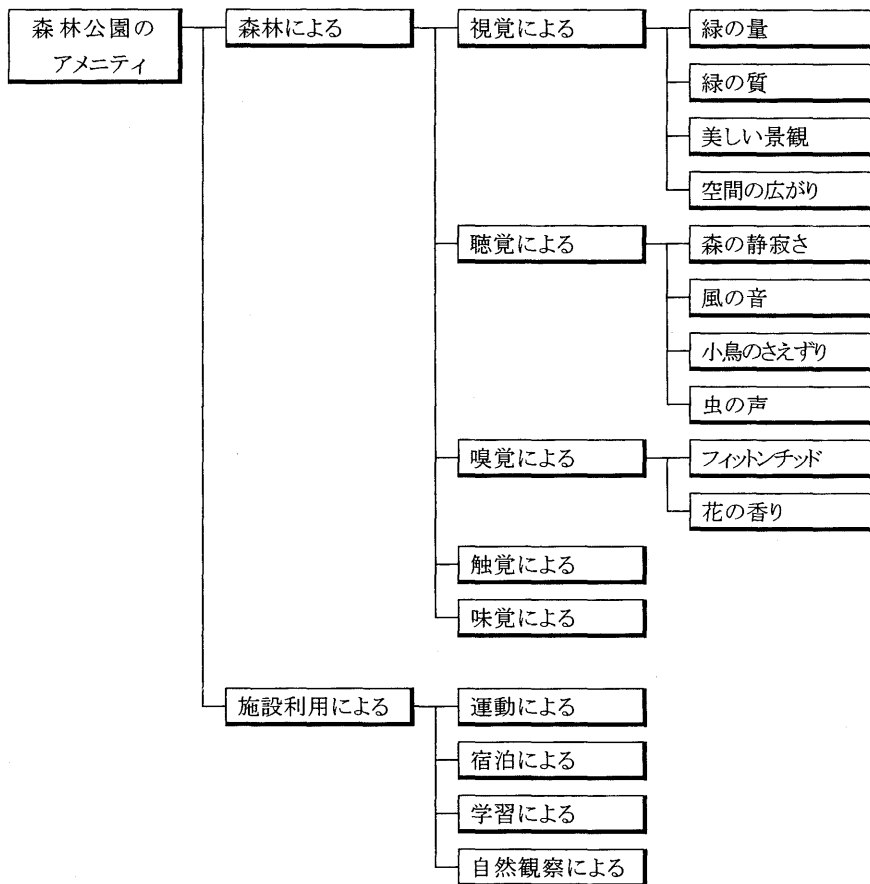 森林公園の
アメニティ
森林による
視覚による
緑の量
緑の質
美しい景観
空間の広がり
聴覚による
森の静寂さ
風の音
小鳥のさえずり
虫の声
嗅覚による
フィットンチッド
花の香り
触覚による
味覚による
施設利用による
運動による
宿泊による
学習による
自然観察による